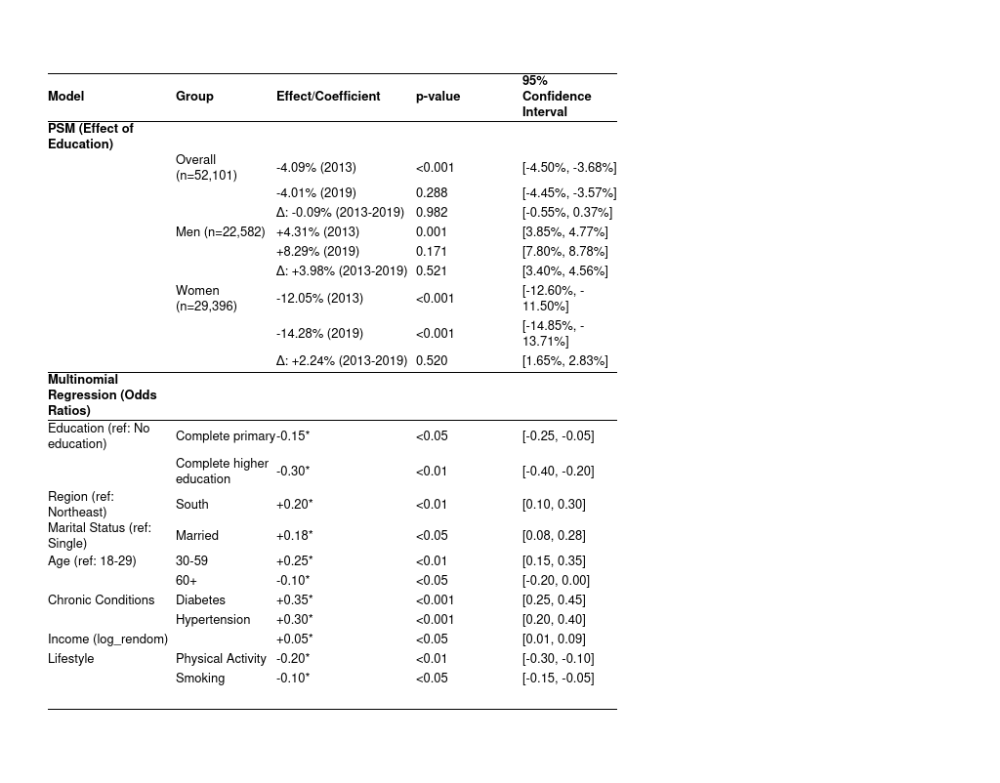 Model Group Effect/Coefficient p-value 95% Confidence Interval
PSM (Effect of Education)
Overall (n=52,101) -4.09% (2013) <0.001 [-4.50%, -3.68%]
-4.01% (2019) 0.288 [-4.45%, -3.57%]
Δ: -0.09% (2013-2019) 0.982 [-0.55%, 0.37%]
Men (n=22,582) +4.31% (2013) 0.001 [3.85%, 4.77%]
+8.29% (2019) 0.171 [7.80%, 8.78%]
Δ: +3.98% (2013-2019) 0.521 [3.40%, 4.56%]
Women (n=29,396) -12.05% (2013) <0.001 [-12.60%, -11.50%]
-14.28% (2019) <0.001 [-14.85%, -13.71%]
Δ: +2.24% (2013-2019) 0.520 [1.65%, 2.83%]
Multinomial Regression (Odds Ratios)
Education (ref: No education) Complete primary -0.15* <0.05 [-0.25, -0.05]
Complete higher education -0.30* <0.01 [-0.40, -0.20]
Region (ref: Northeast) South +0.20* <0.01 [0.10, 0.30]
Marital Status (ref: Single) Married +0.18* <0.05 [0.08, 0.28]
Age (ref: 18-29) 30-59 +0.25* <0.01 [0.15, 0.35]
60+ -0.10* <0.05 [-0.20, 0.00]
Chronic Conditions Diabetes +0.35* <0.001 [0.25, 0.45]
Hypertension +0.30* <0.001 [0.20, 0.40]
Income (log_rendom) +0.05* <0.05 [0.01, 0.09]
Lifestyle Physical Activity -0.20* <0.01 [-0.30, -0.10]
Smoking -0.10* <0.05 [-0.15, -0.05]